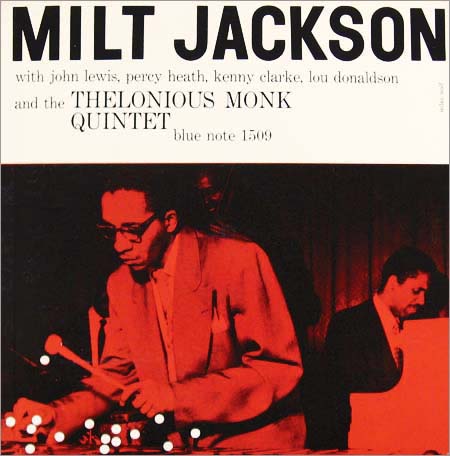 MILT JACKSON
with john lewis, percy heath, kenny clarke, lou donaldson
and the THELONIOUS MONK
QUINTET
blue note 1509